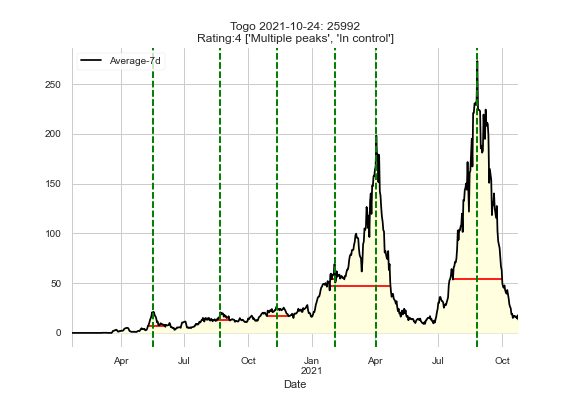 Togo 2021-10-24: 25992
Rating:4 ['Multiple peaks', 'In control']
Average-7d
250
200
150
100
50
0
Apr Jul Oct Jan Apr Jul Oct
2021
Date